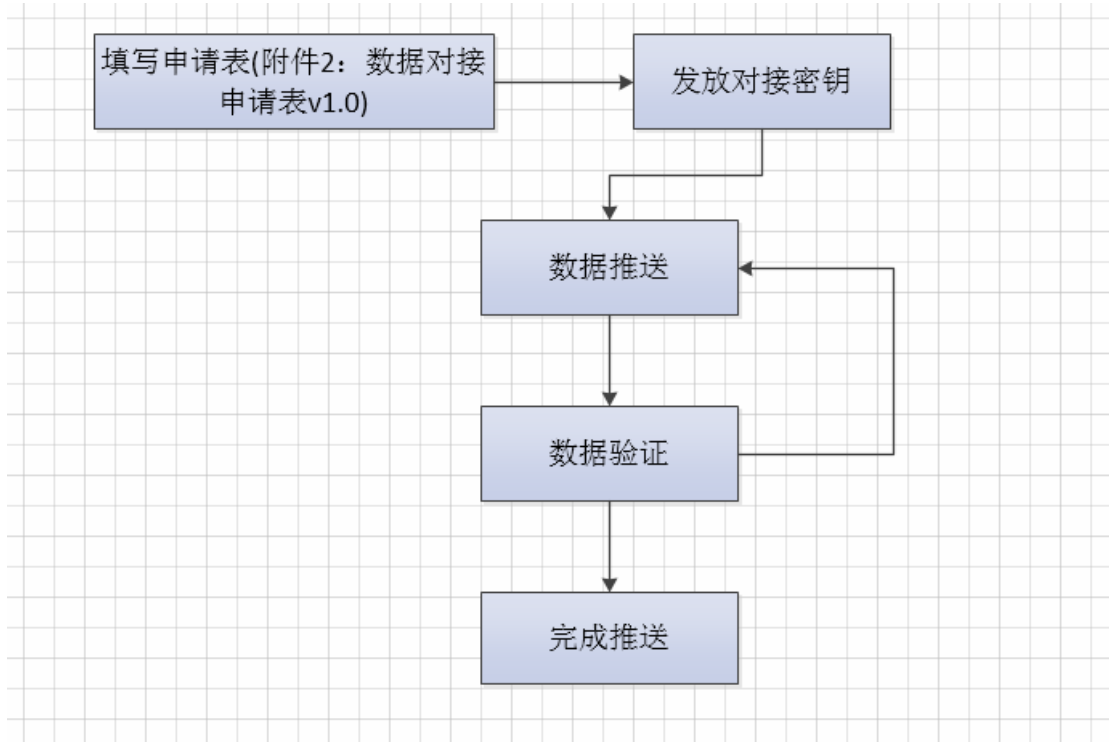 填写申请表(附件2：数据对接
申请表v1.0)
发放对接密钥
数据推送
数据验证
完成推送